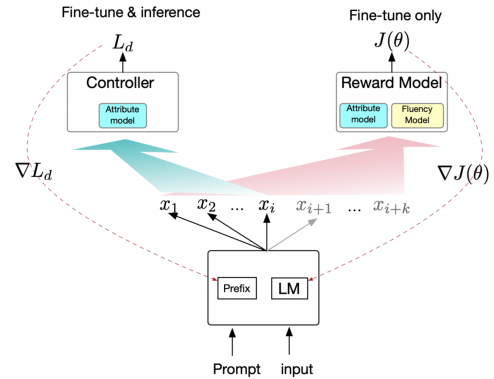 Fine-tune & inference
Fine-tune only
L_d
J(θ)
Controller
Reward Model
Attribute model
Attribute model
Fluency Model
∇L_d
∇J(θ)
x_1 x_2 ... x_i x_{i+1} ... x_{i+k}
Prefix
LM
Prompt
input